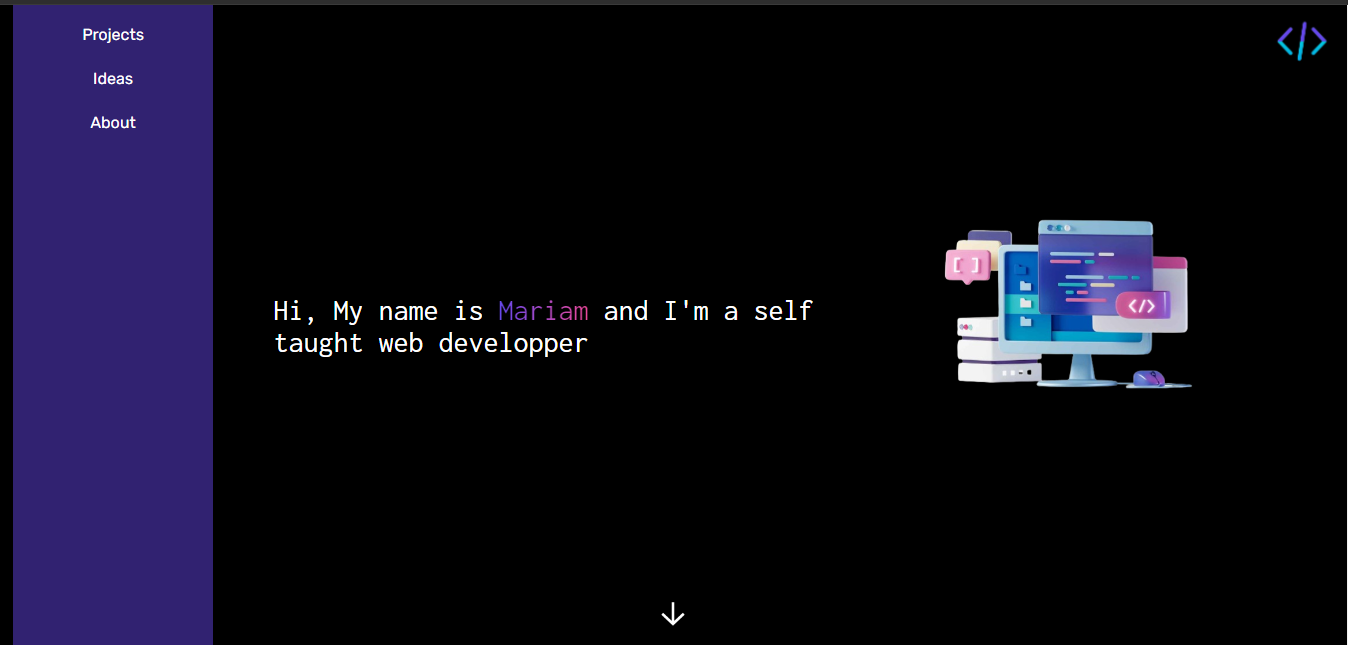 Projects
Ideas
About
</>
Hi, My name is Mariam and I'm a self
taught web developper
[ ]
</>